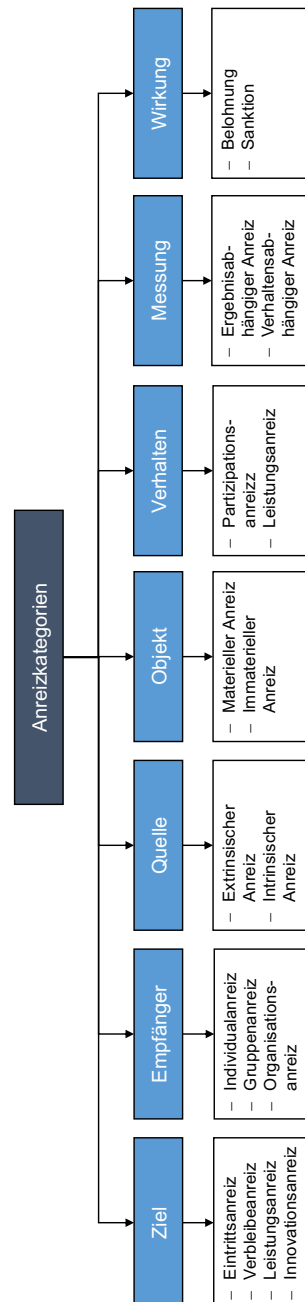 Anreizkategorien
Ziel
Empfänger
Quelle
Objekt
Verhalten
Messung
Wirkung
– Eintrittsanreiz
– Verbleibeanreiz
– Leistungsanreiz
– Innovationsanreiz
– Individualanreiz
– Gruppenanreiz
– Organisations-
anreiz
– Extrinsischer
Anreiz
– Intrinsischer
Anreiz
– Materieller Anreiz
– Immaterieller
Anreiz
– Partizipations-
anreizz
– Leistungsanreiz
– Ergebnisab-
hängiger Anreiz
– Verhaltensab-
hängiger Anreiz
– Belohnung
– Sanktion